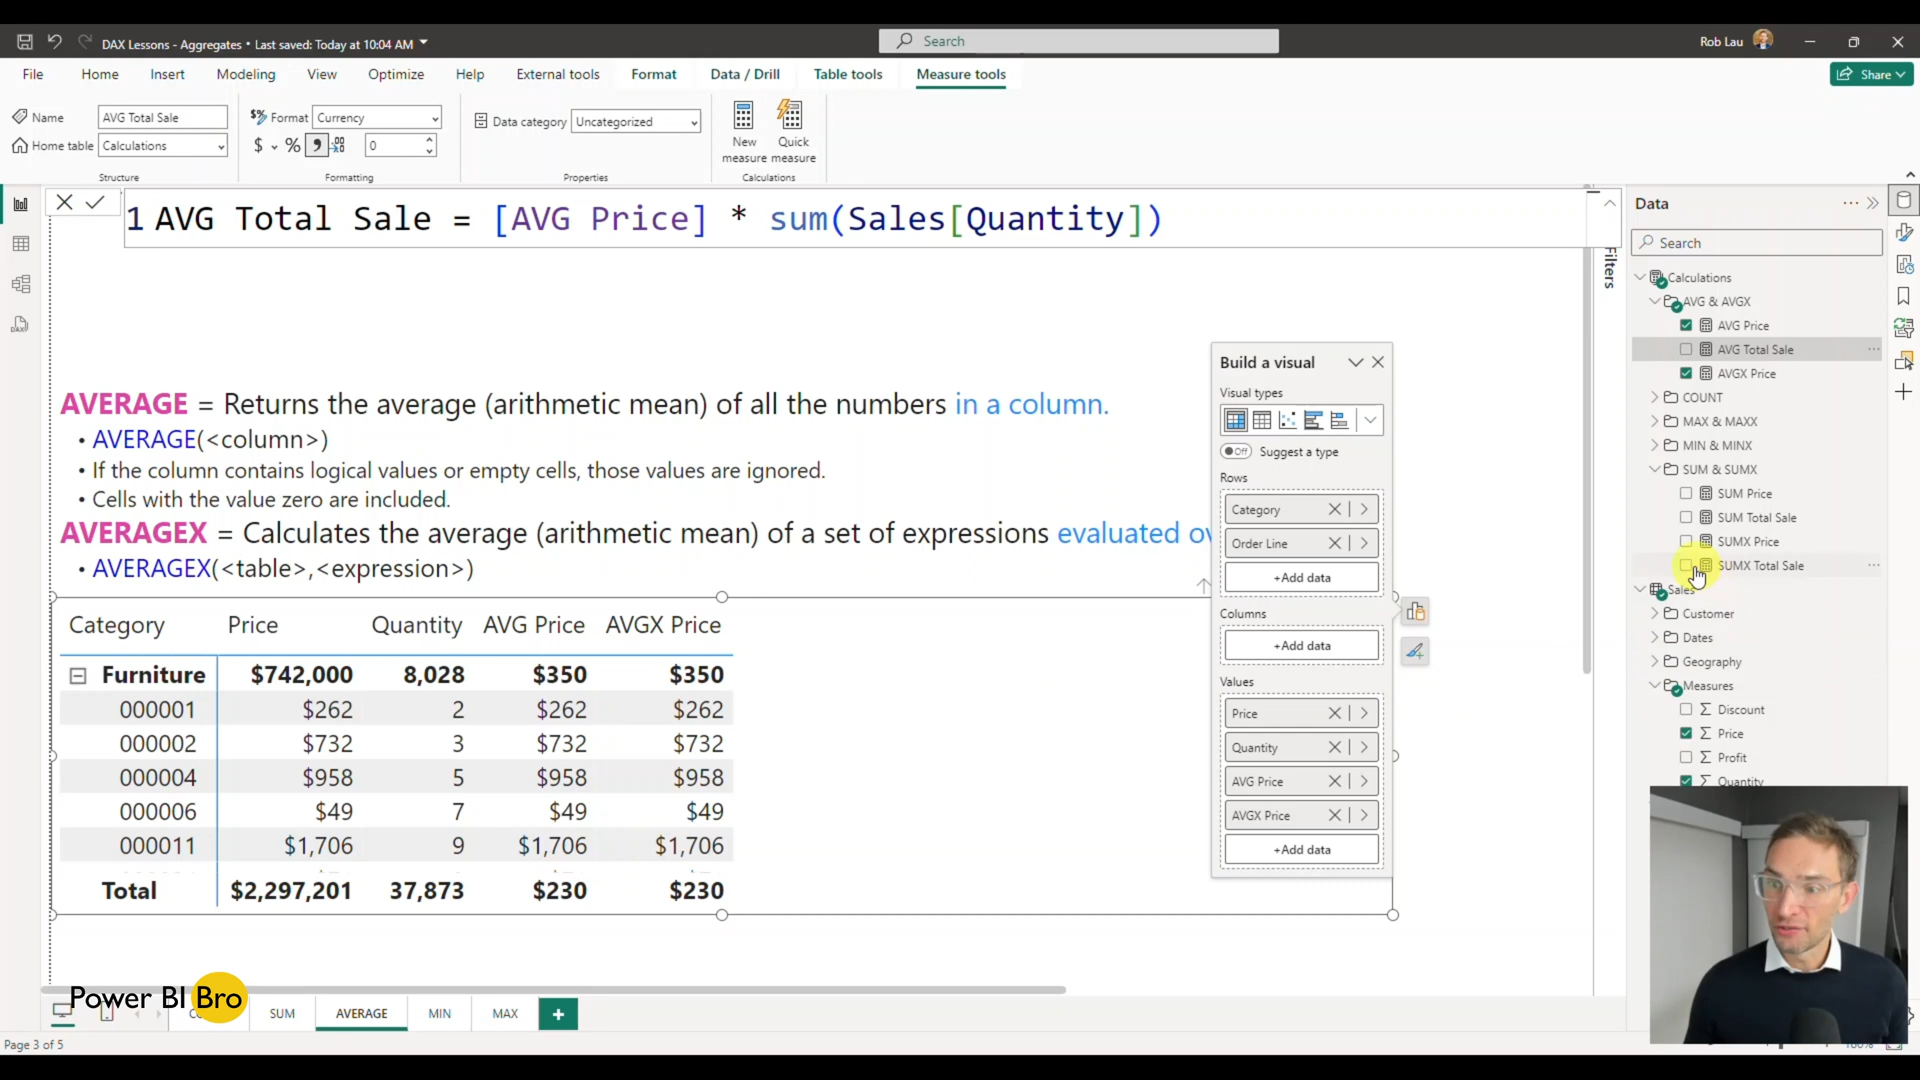 DAX Lessons - Aggregates • Last saved: Today at 10:04 AM
Search
Rob Lau
File Home Insert Modeling View Optimize Help External tools Format Data / Drill Table tools Measure tools
Share
Name AVG Total Sale
Home table Calculations
Structure
Format Currency
$ % 0
Formatting
Data category Uncategorized
Properties
New measure
Quick measure
Calculations
1 AVG Total Sale = [AVG Price] * sum(Sales[Quantity])
Filters
AVERAGE = Returns the average (arithmetic mean) of all the numbers in a column.
• AVERAGE(<column>)
• If the column contains logical values or empty cells, those values are ignored.
• Cells with the value zero are included.
AVERAGEX = Calculates the average (arithmetic mean) of a set of expressions evaluated
• AVERAGEX(<table>,<expression>)
Category Price Quantity AVG Price AVGX Price
Furniture $742,000 8,028 $350 $350
000001 $262 2 $262 $262
000002 $732 3 $732 $732
000004 $958 5 $958 $958
000006 $49 7 $49 $49
000011 $1,706 9 $1,706 $1,706
Total $2,297,201 37,873 $230 $230
Build a visual
Visual types
Off Suggest a type
Rows
Category
Order Line
+Add data
Columns
+Add data
Values
Price
Quantity
AVG Price
AVGX Price
+Add data
Data
Search
Calculations
AVG & AVGX
AVG Price
AVG Total Sale
AVGX Price
COUNT
MAX & MAXX
MIN & MINX
SUM & SUMX
SUM Price
SUM Total Sale
SUMX Price
SUMX Total Sale
Sales
Customer
Dates
Geography
Measures
Discount
Price
Profit
Quantity
Power BI Bro
SUM AVERAGE MIN MAX
Page 3 of 5